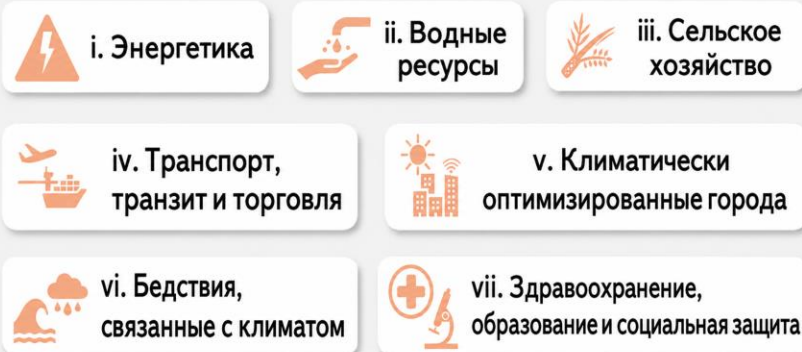 i. Энергетика
ii. Водные
ресурсы
iii. Сельское
хозяйство
iv. Транспорт,
транзит и торговля
v. Климатически
оптимизированные города
vi. Бедствия,
связанные с климатом
vii. Здравоохранение,
образование и социальная защита